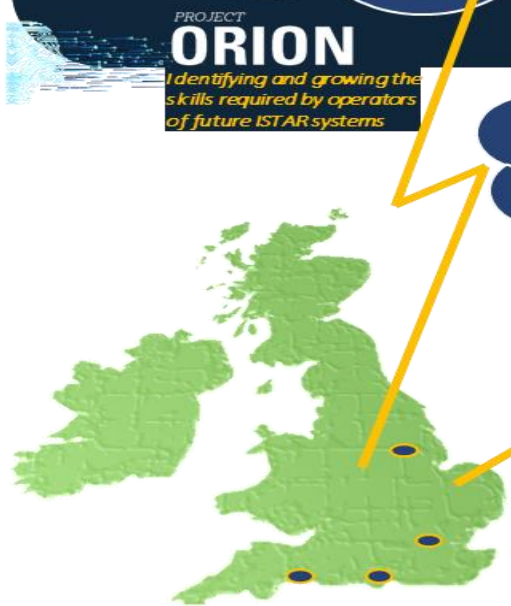 PROJECT
ORION
Identifying and growing the
skills required by operators
of future ISTAR systems